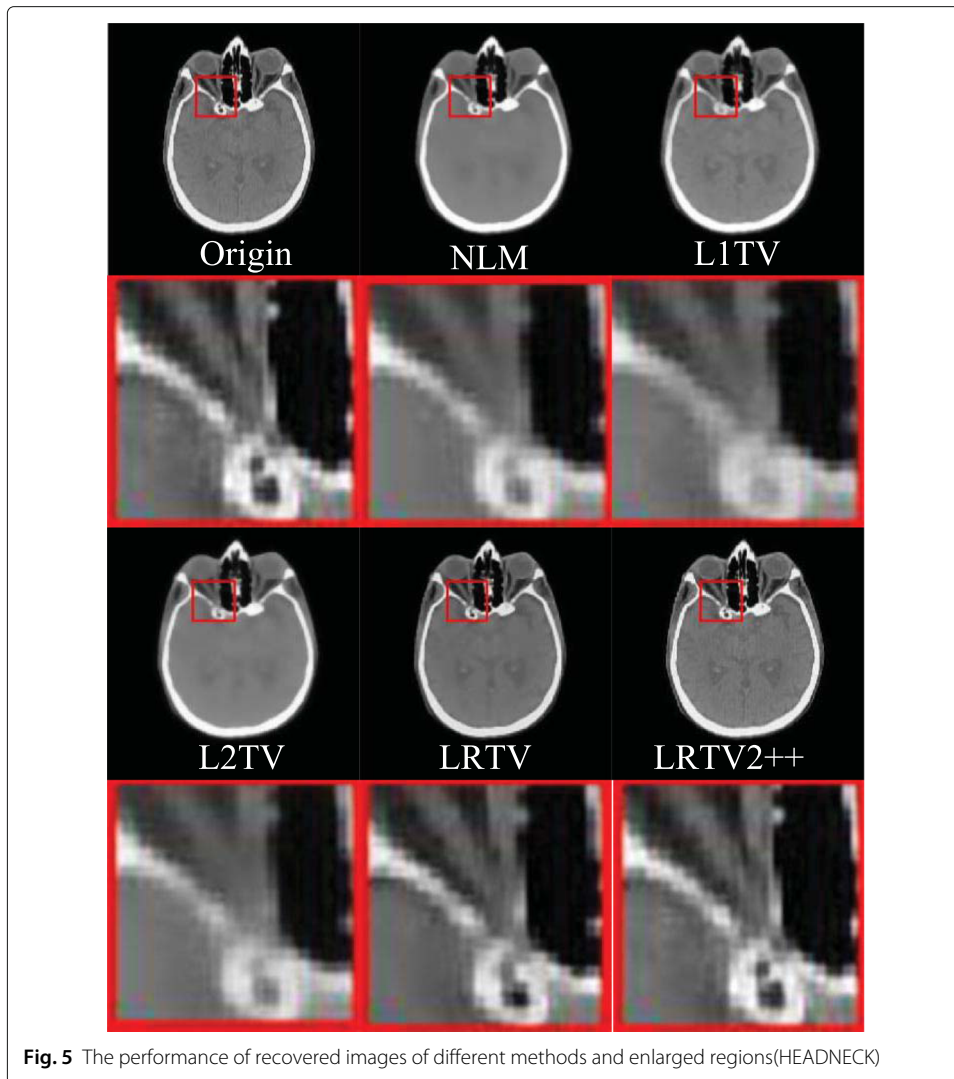 Origin NLM L1TV
L2TV LRTV LRTV2++
Fig. 5 The performance of recovered images of different methods and enlarged regions(HEADNECK)